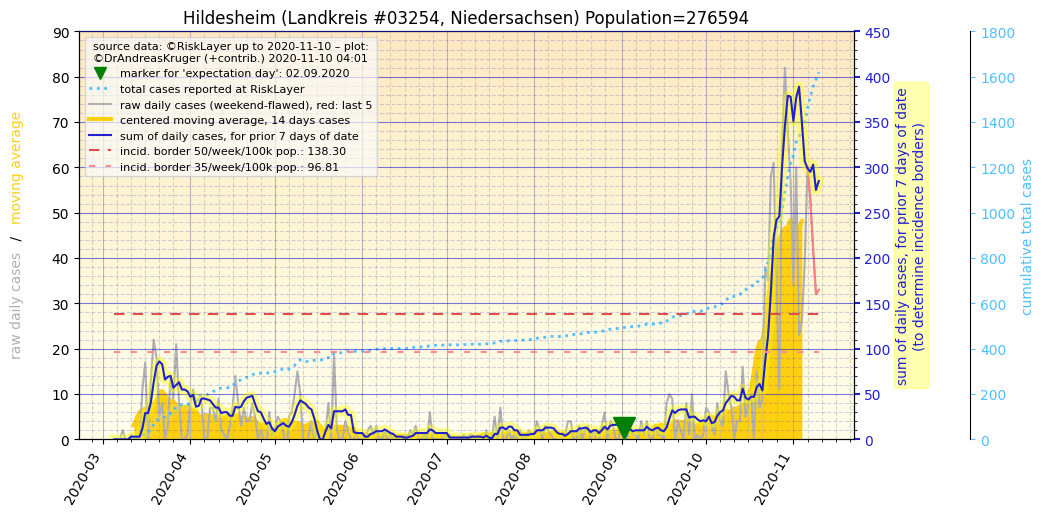 Hildesheim (Landkreis #03254, Niedersachsen) Population=276594
source data: ©RiskLayer up to 2020-11-10 – plot:
©DrAndreasKruger (+contrib.) 2020-11-10 04:01
marker for 'expectation day': 02.09.2020
total cases reported at RiskLayer
raw daily cases (weekend-flawed), red: last 5
centered moving average, 14 days cases
sum of daily cases, for prior 7 days of date
incid. border 50/week/100k pop.: 138.30
incid. border 35/week/100k pop.: 96.81
raw daily cases / moving average
90
80
70
60
50
40
30
20
10
0
2020-03
2020-04
2020-05
2020-06
2020-07
2020-08
2020-09
2020-10
2020-11
450
400
350
300
250
200
150
100
50
0
sum of daily cases, for prior 7 days of date
(to determine incidence borders)
1800
1600
1400
1200
1000
800
600
400
200
0
cumulative total cases